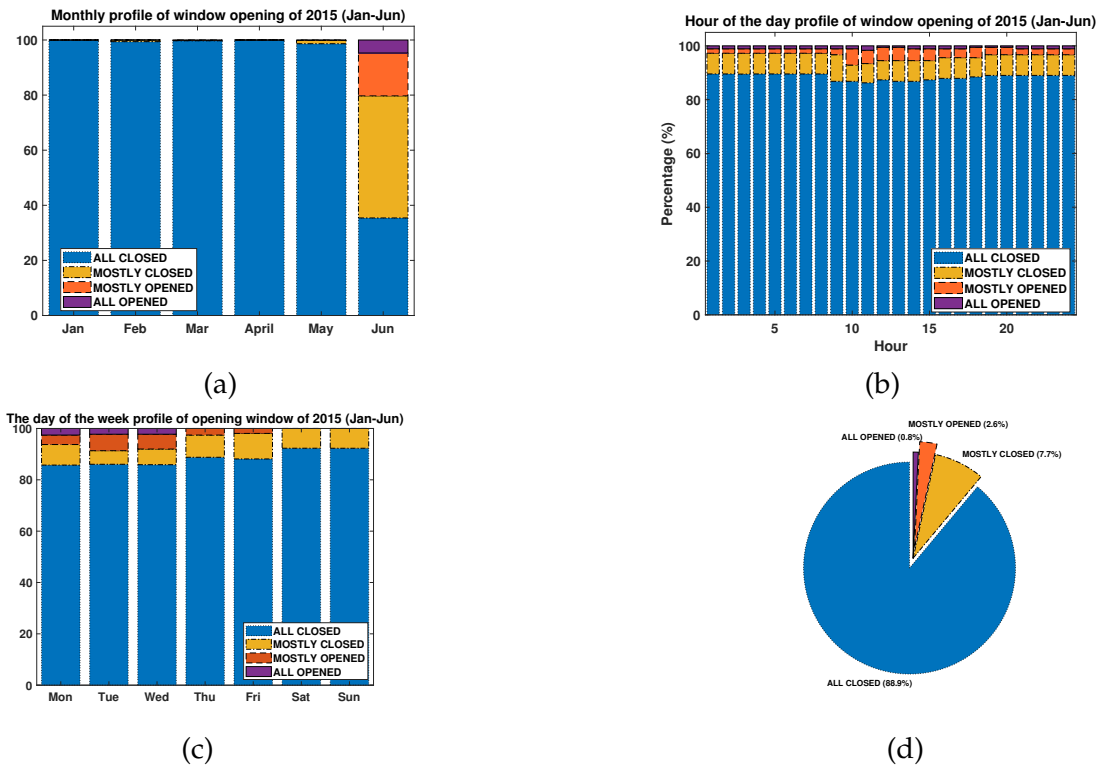 Monthly profile of window opening of 2015 (Jan-Jun)
100
80
60
40
20
0
ALL CLOSED
MOSTLY CLOSED
MOSTLY OPENED
ALL OPENED
Jan Feb Mar April May Jun
(a)
Hour of the day profile of window opening of 2015 (Jan-Jun)
Percentage (%)
100
80
60
40
20
0
ALL CLOSED
MOSTLY CLOSED
MOSTLY OPENED
ALL OPENED
5 10 15 20
Hour
(b)
The day of the week profile of opening window of 2015 (Jan-Jun)
100
80
60
40
20
0
ALL CLOSED
MOSTLY CLOSED
MOSTLY OPENED
ALL OPENED
Mon Tue Wed Thu Fri Sat Sun
(c)
MOSTLY OPENED (2.6%)
ALL OPENED (0.8%)
MOSTLY CLOSED (7.7%)
ALL CLOSED (88.9%)
(d)